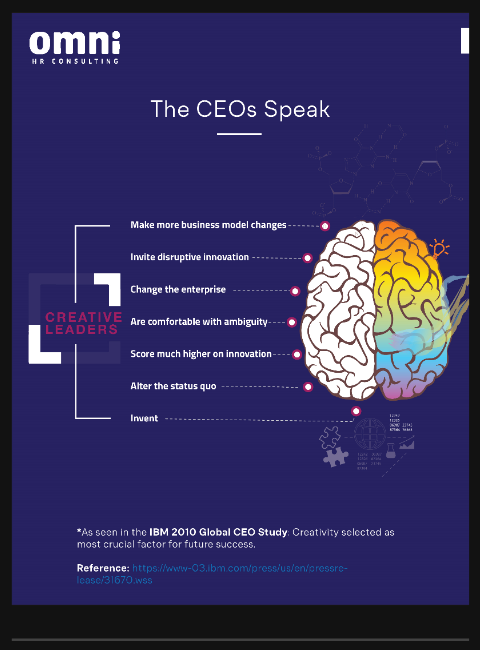 omni
HR CONSULTING
The CEOs Speak
Make more business model changes
Invite disruptive innovation
Change the enterprise
CREATIVE
LEADERS
Are comfortable with ambiguity
Score much higher on innovation
Alter the status quo
Invent
*As seen in the IBM 2010 Global CEO Study: Creativity selected as
most crucial factor for future success.
Reference: https://www-03.ibm.com/press/us/en/pressre-
lease/31670.wss